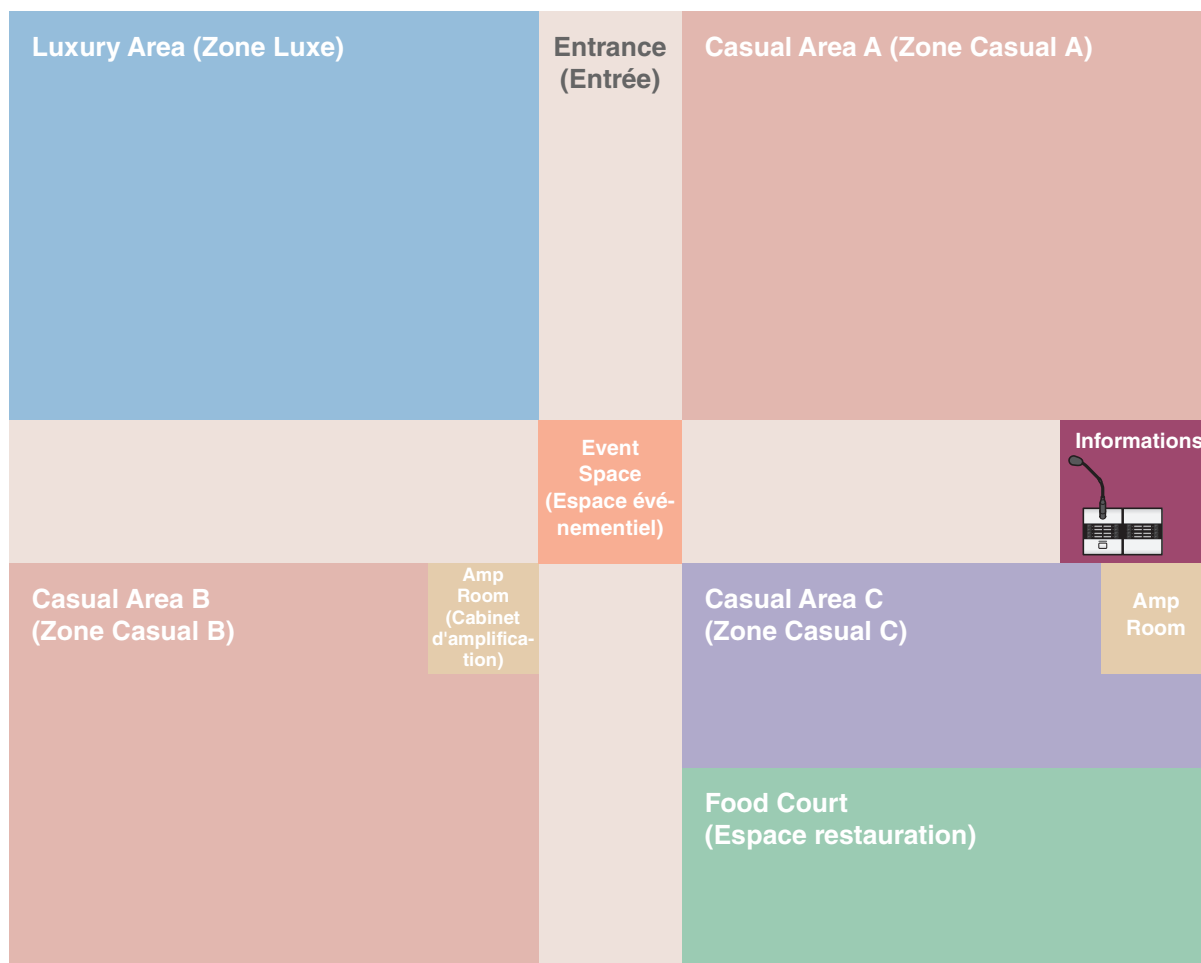 Luxury Area (Zone Luxe)
Entrance
(Entrée)
Casual Area A (Zone Casual A)
Event
Space
(Espace évé-
nementiel)
Informations
Casual Area B
(Zone Casual B)
Amp
Room
(Cabinet
d'amplifica-
tion)
Casual Area C
(Zone Casual C)
Amp
Room
Food Court
(Espace restauration)